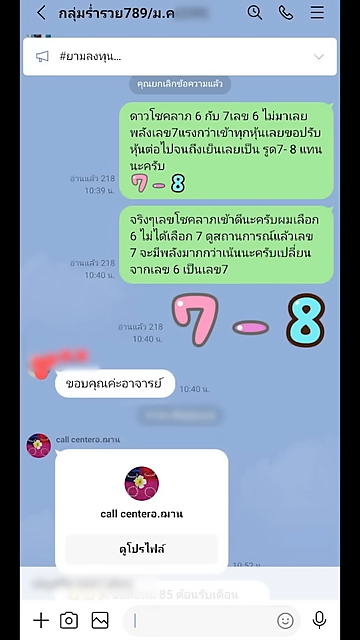 กลุ่มร่ำรวย789/ม.ค
#ยามลงทุน...
คุณยกเลิกข้อความแล้ว
ดาวโชคลาภ 6 กับ 7เลข 6 ไม่มาเลย
พลังเลข7แรงกว่าเข้าทุกหุ้นเลยขอปรับ
หุ้นต่อไปจนถึงเย็นเลยเป็น รูด7- 8 แทน
นะครับ
7-8
อ่านแล้ว 218
10:39 น.
จริงๆเลขโชคลาภเข้าดีนะครับผมเลือก
6 ไม่ได้เลือก 7 ดูสถานการณ์แล้วเลข
7 จะมีพลังมากกว่าเน้นนะครับเปลี่ยน
จากเลข 6 เป็นเลข7
อ่านแล้ว 218
10:40 น.
7-8
อ่านแล้ว 218
10:40 น.
ขอบคุณค่ะอาจารย์
10:40 น.
call centerอ.ฌาน
call centerอ.ฌาน
ดูโปรไฟล์
10:52 น.
85 ต้อนรับเดือน